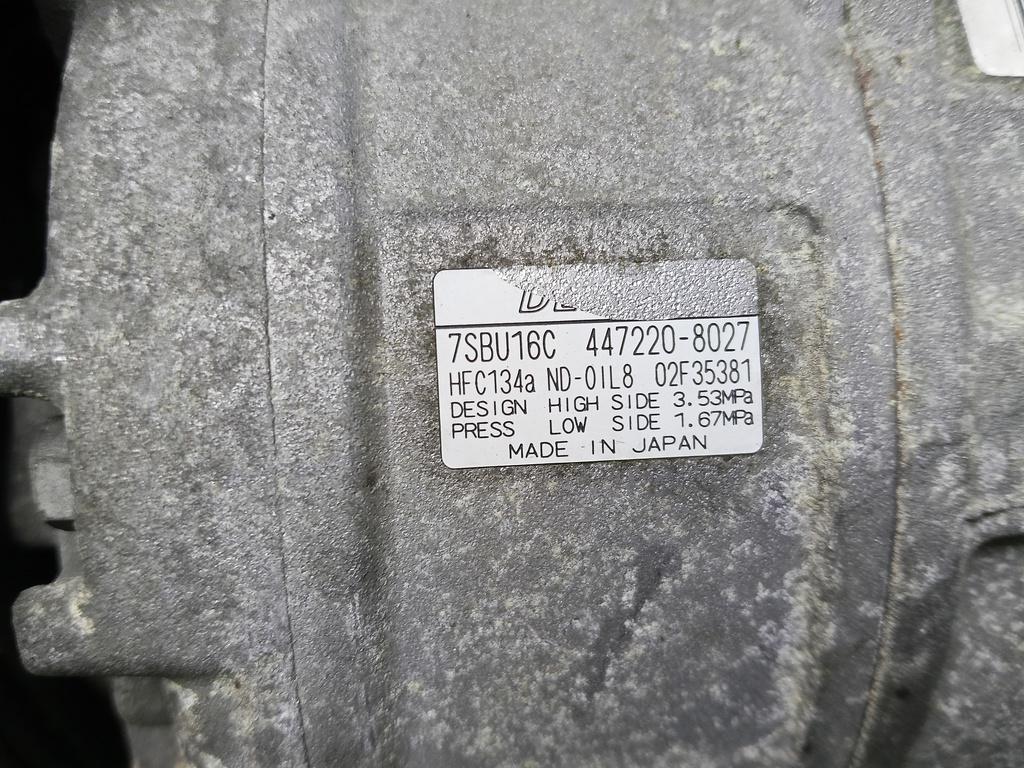 7SBU16C 447220-8027
HFC134a ND-OIL8 02F35381
DESIGN HIGH SIDE 3.53MPa
PRESS LOW SIDE 1.67MPa
MADE IN JAPAN